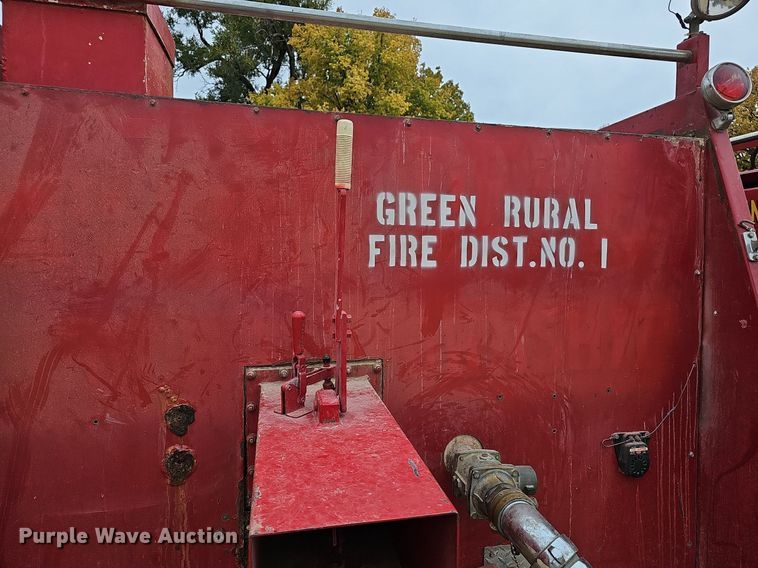 GREEN RURAL
FIRE DIST.NO. 1
Purple Wave Auction